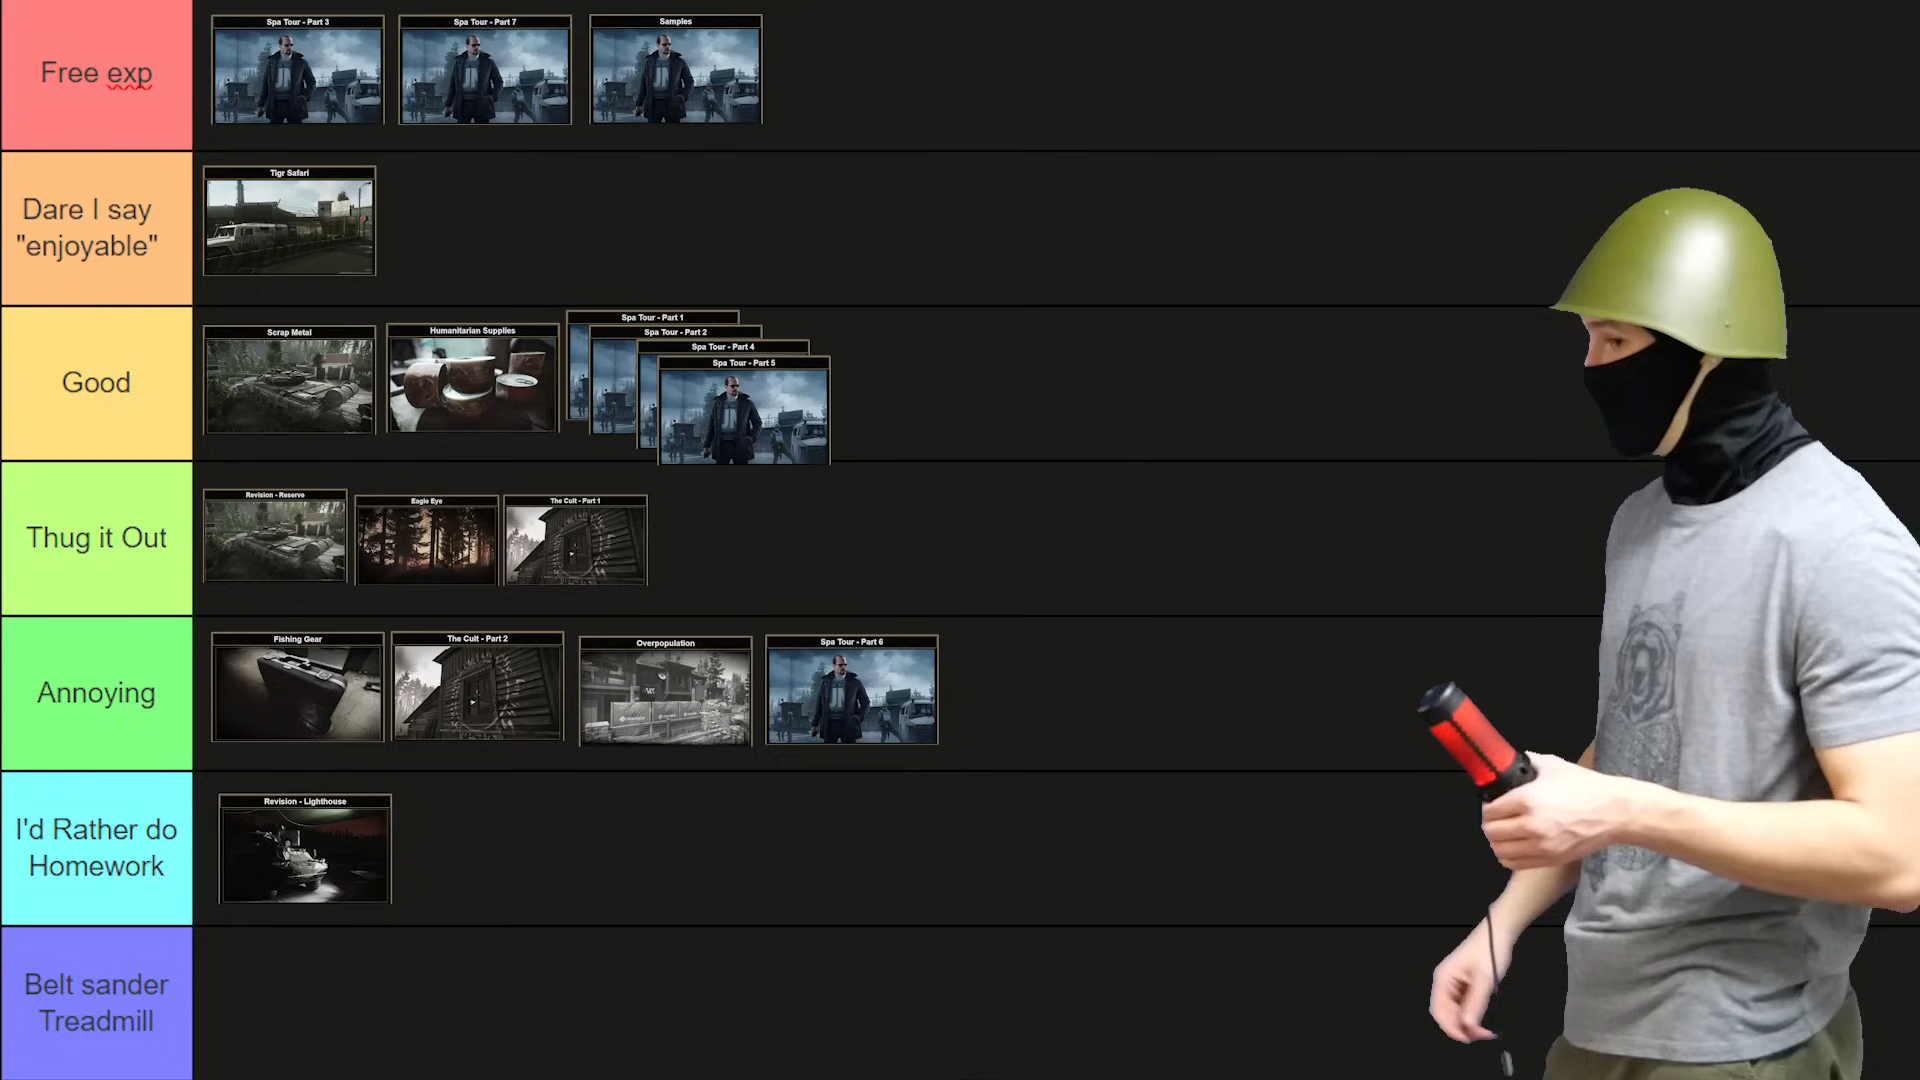 Free exp
Spa Tour - Part 3
Spa Tour - Part 7
Samples
Dare I say
"enjoyable"
Tigr Safari
Good
Scrap Metal
Humanitarian Supplies
Spa Tour - Part 1
Spa Tour - Part 2
Spa Tour - Part 4
Spa Tour - Part 5
Thug it Out
Revision - Reserve
Eagle Eye
The Cult - Part 1
Annoying
Fishing Gear
The Cult - Part 2
Overpopulation
Spa Tour - Part 6
I'd Rather do
Homework
Revision - Lighthouse
Belt sander
Treadmill